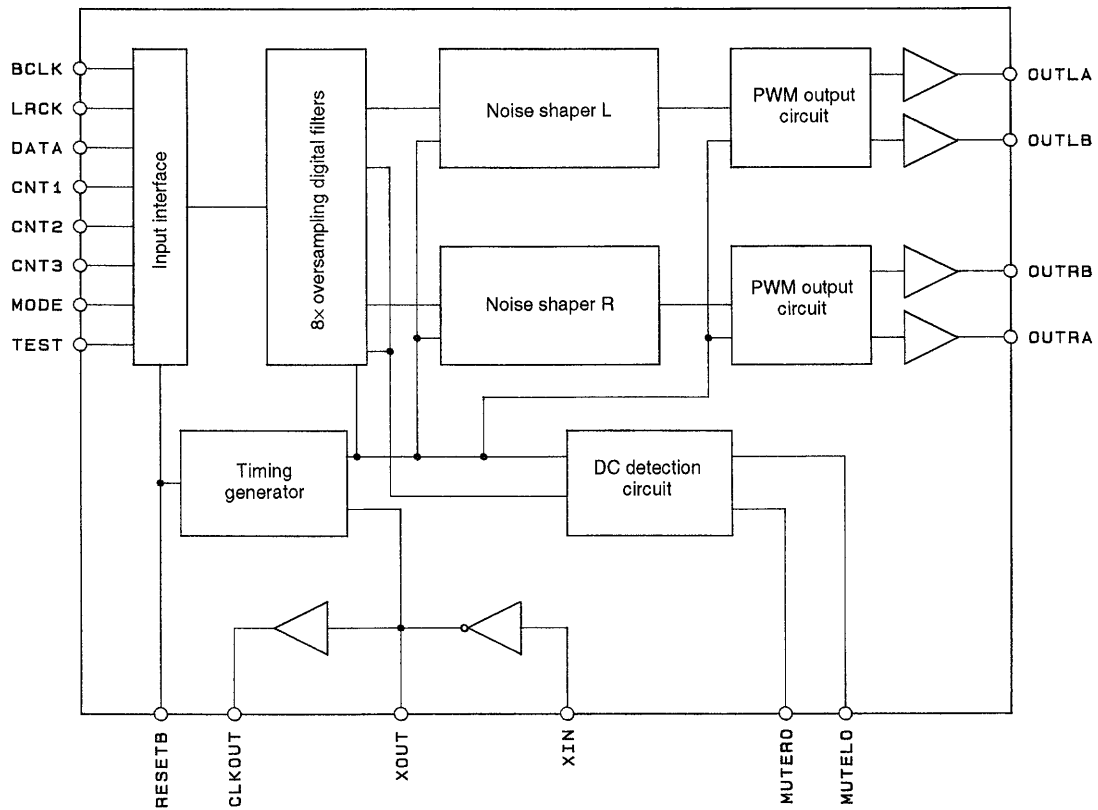 BCLK
LRCK
DATA
CNT1
CNT2
CNT3
MODE
TEST
Input interface
8x oversampling digital filters
Noise shaper L
PWM output
circuit
OUTLA
OUTLB
Noise shaper R
PWM output
circuit
OUTRB
OUTRA
Timing
generator
DC detection
circuit
RESETB
CLKOUT
XOUT
XIN
MUTERO
MUTELO